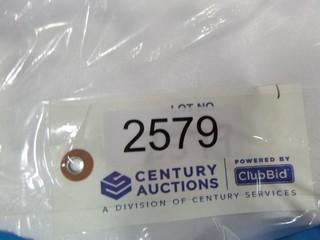 LOT NO
2579
CENTURY AUCTIONS
POWERED BY ClubBid
A DIVISION OF CENTURY SERVICES